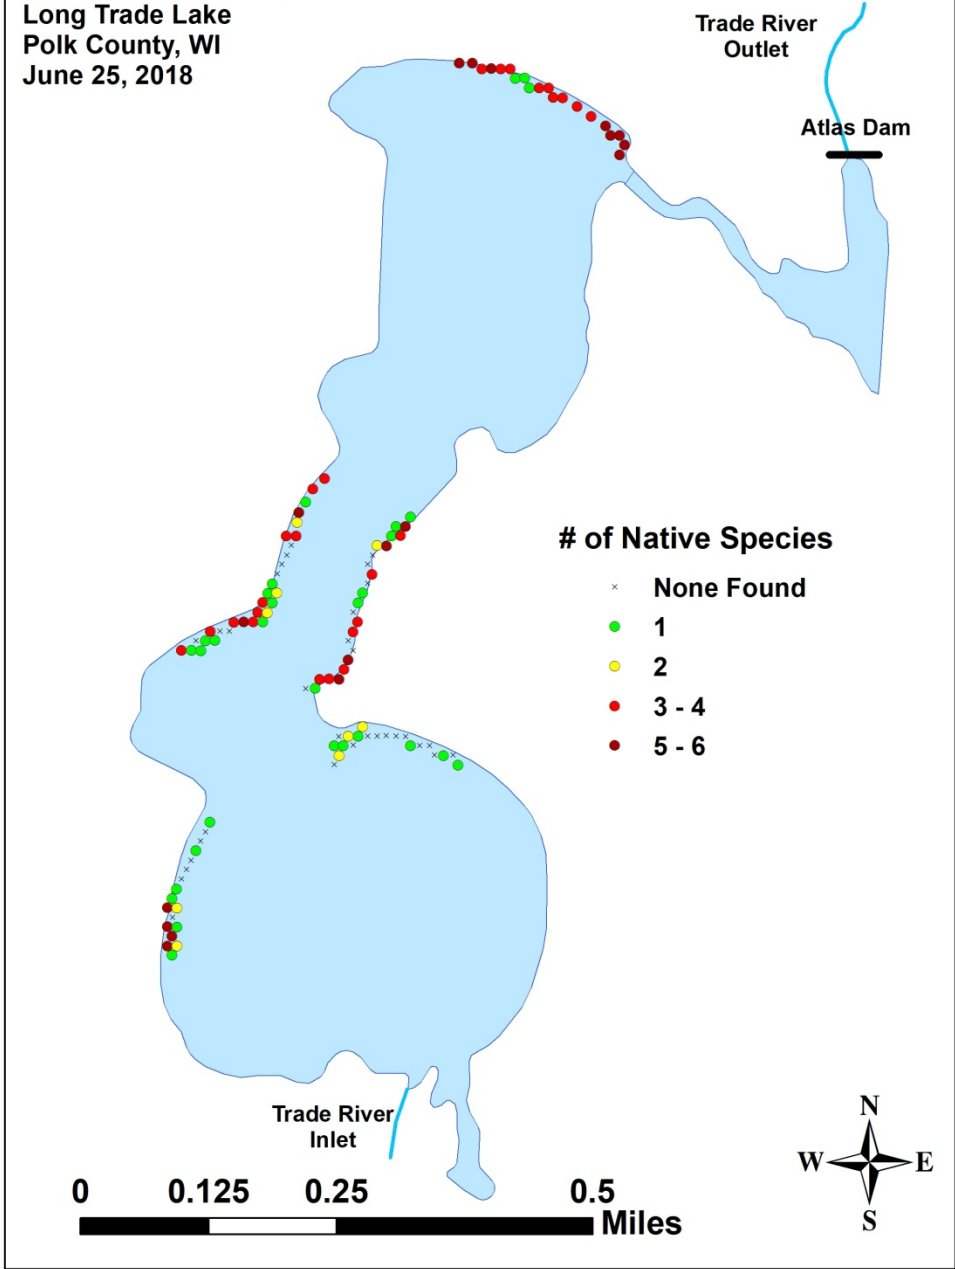 Long Trade Lake
Polk County, WI
June 25, 2018
Trade River
Outlet
Atlas Dam
# of Native Species
None Found
1
2
3 - 4
5 - 6
Trade River
Inlet
N
W E
S
0 0.125 0.25 0.5
Miles